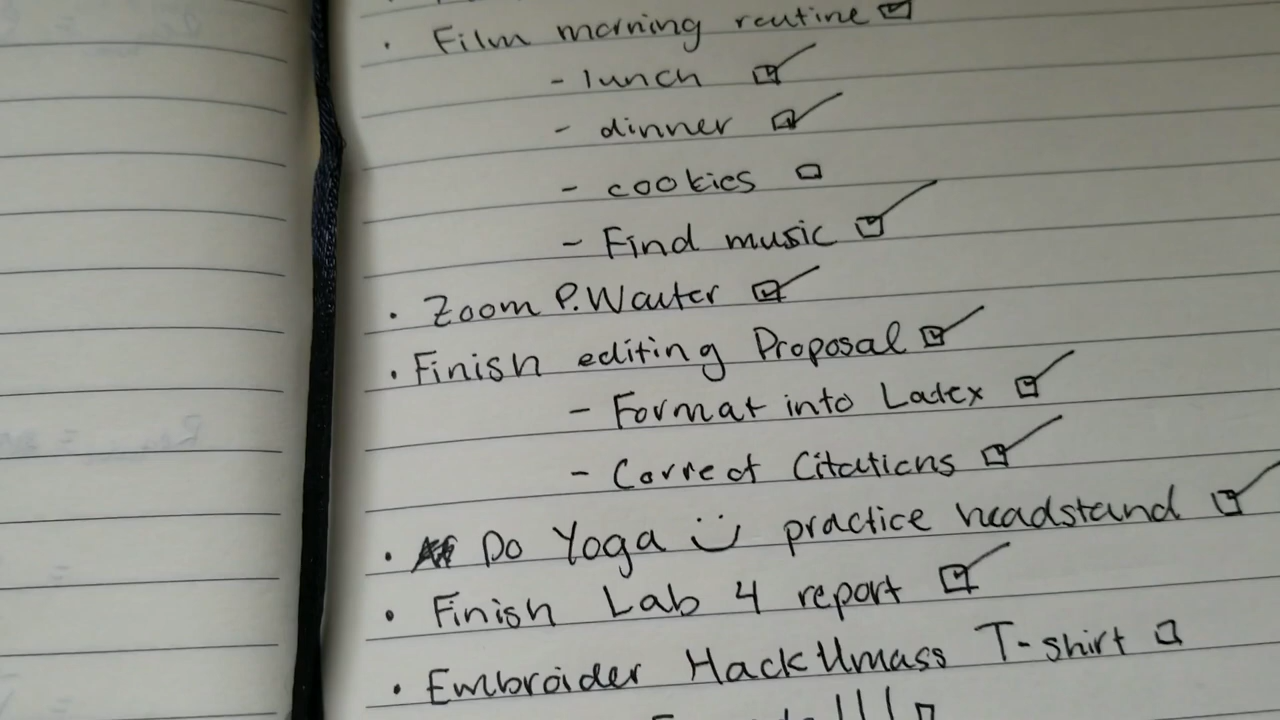 • Film morning routine ☑
- lunch ☑
- dinner ☑
- cookies ☐
- Find music ☑
• Zoom P. Wauter ☑
• Finish editing Proposal ☑
- Format into Latex ☑
- Correct Citations ☑
• Do Yoga :) practice headstand ☑
• Finish Lab 4 report ☑
• Embroider HackUmass T-shirt ☐